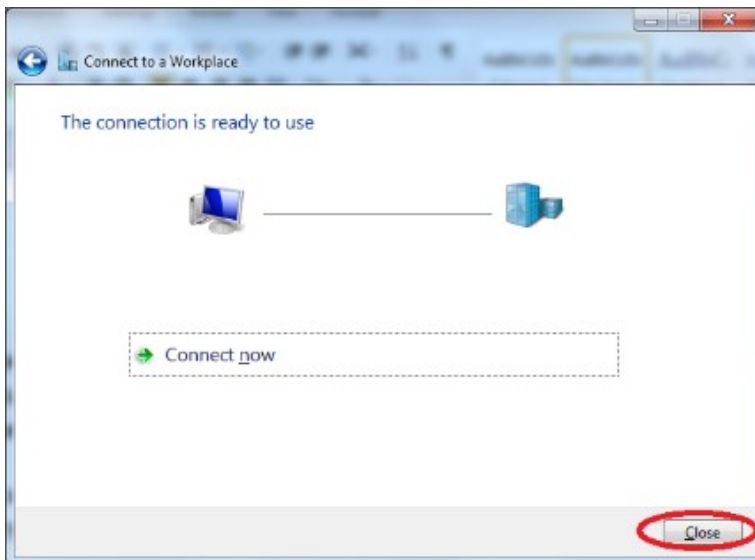 Connect to a Workplace
The connection is ready to use
Connect now
Close